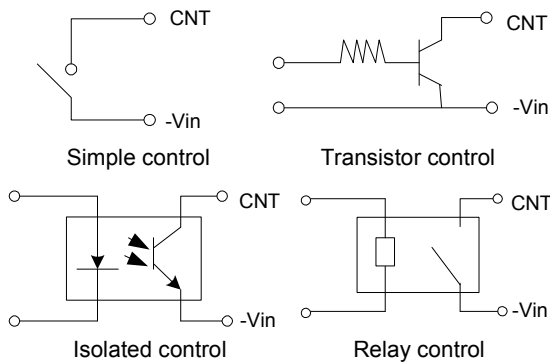 CNT
-Vin
Simple control
CNT
-Vin
Transistor control
CNT
-Vin
Isolated control
CNT
-Vin
Relay control